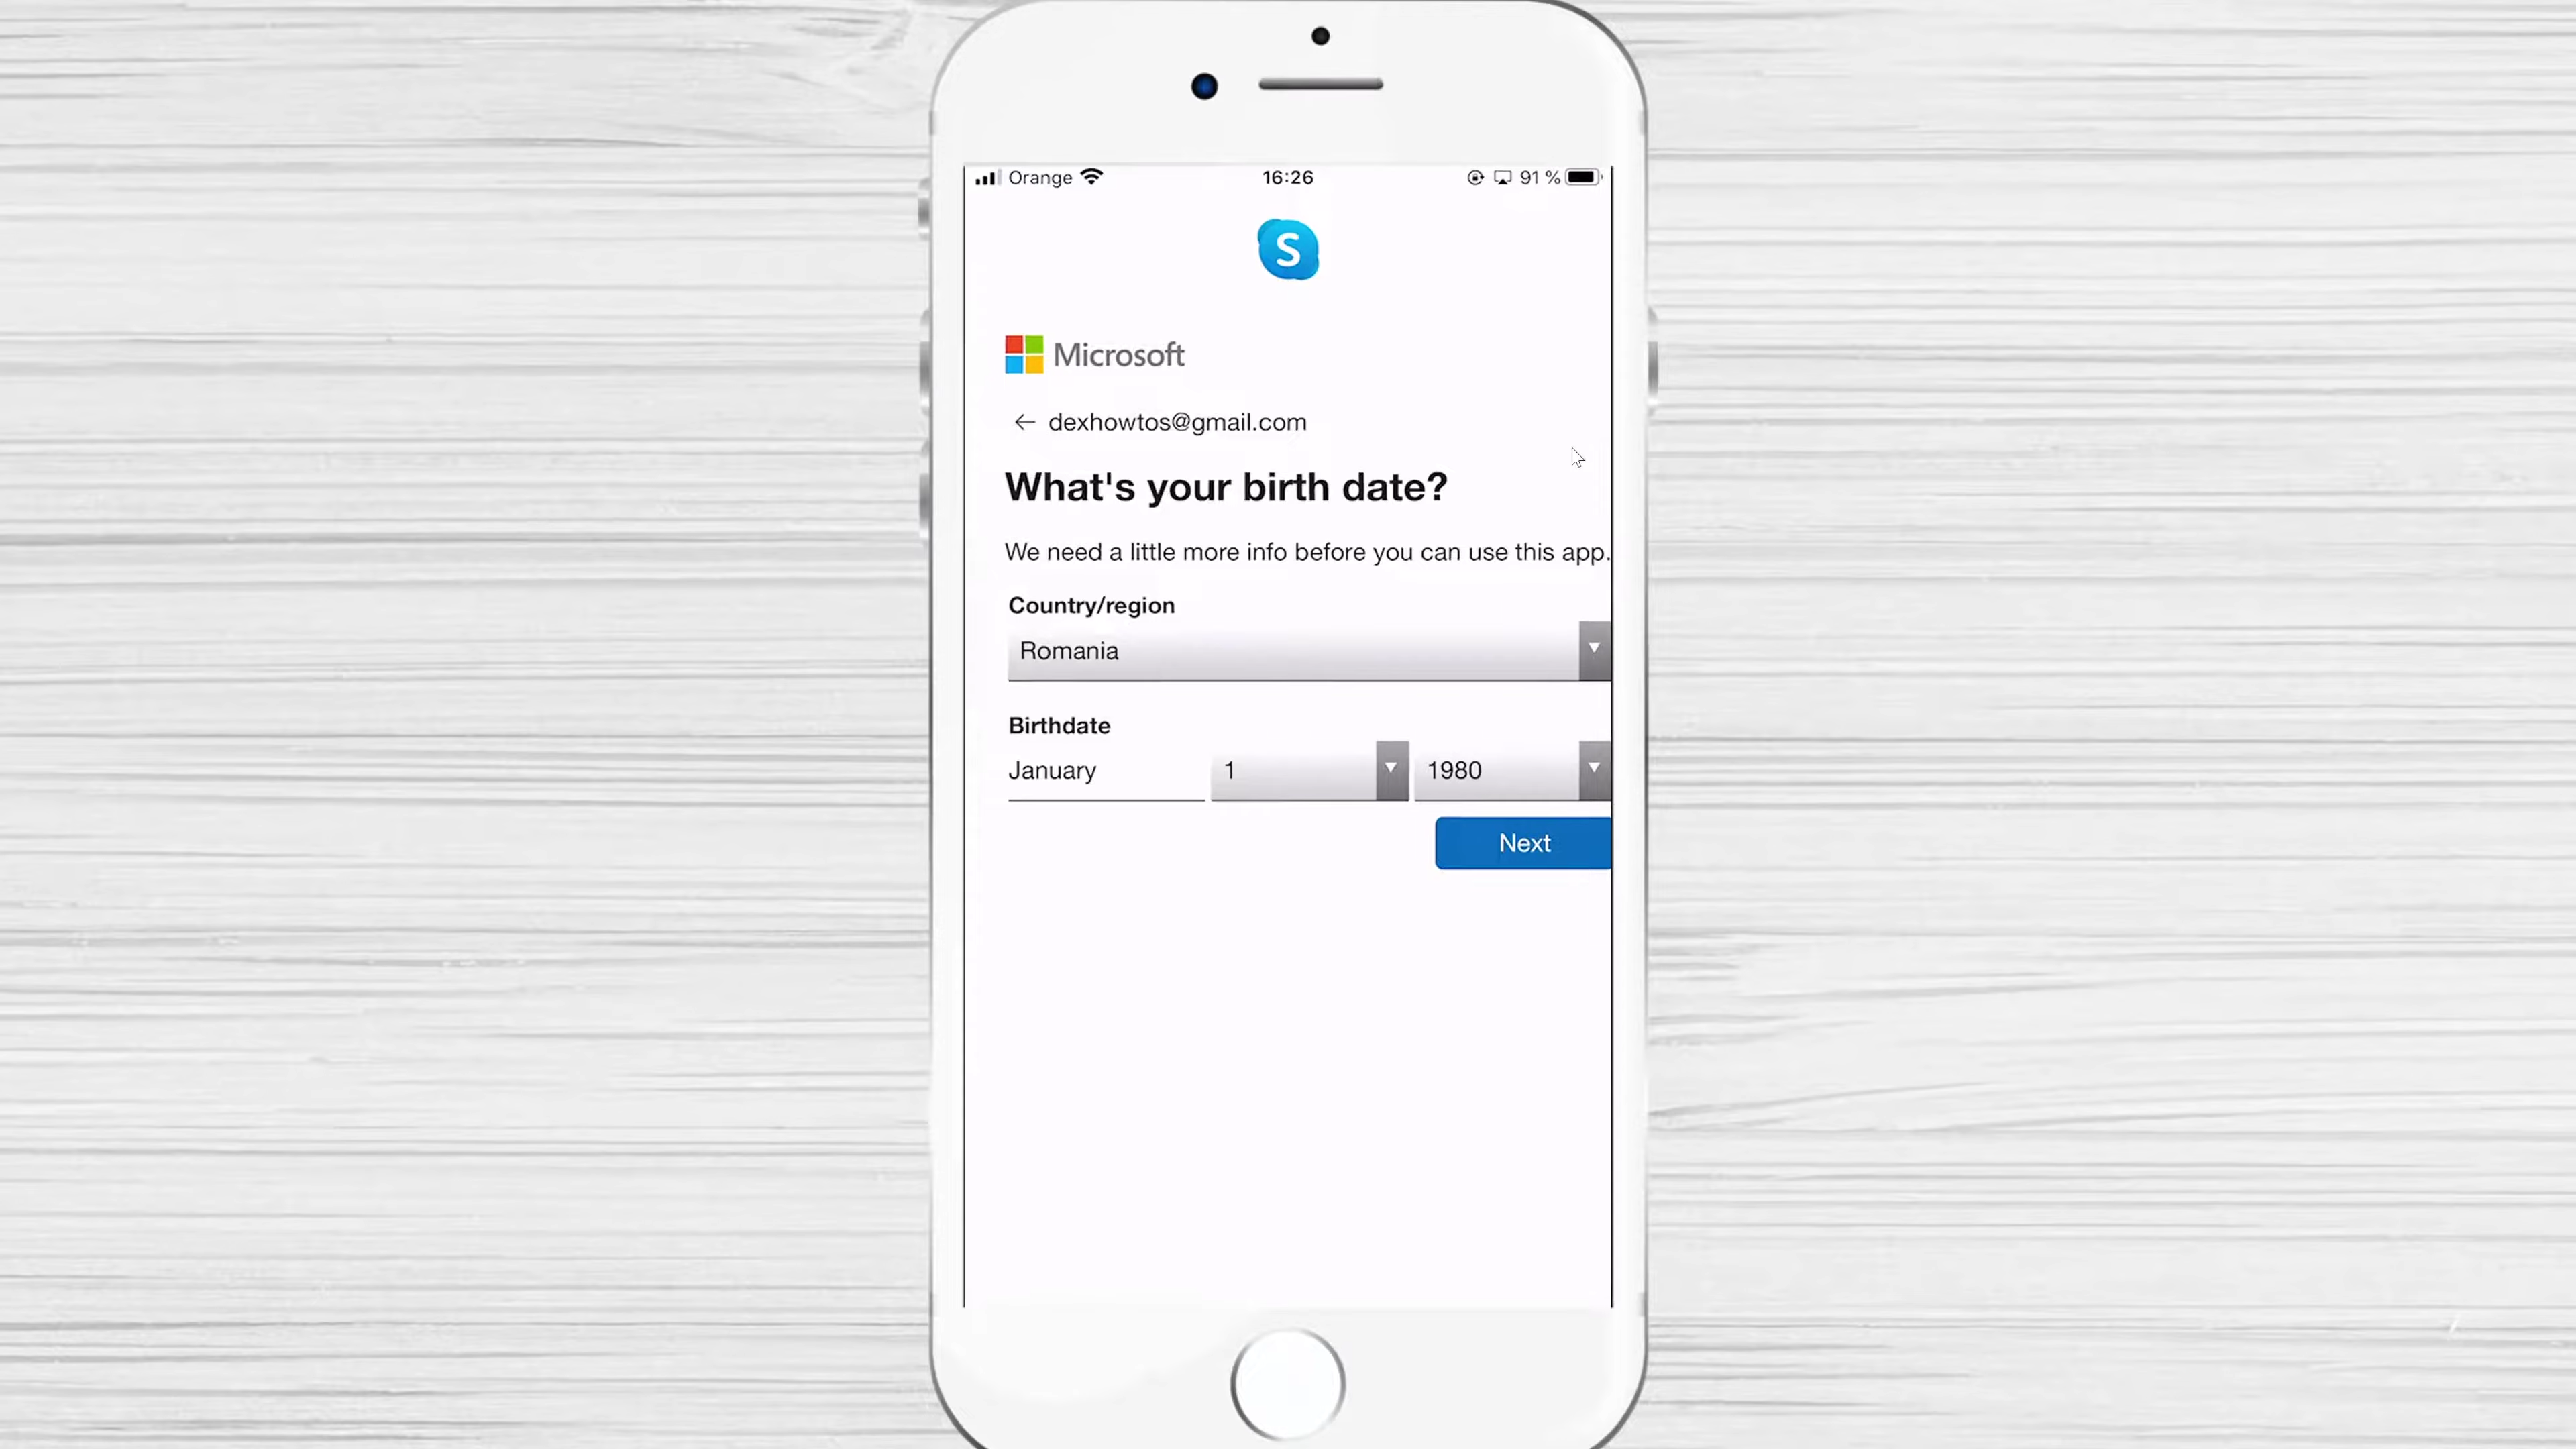 Orange 16:26 91 %
S
Microsoft
← dexhowtos@gmail.com
What's your birth date?
We need a little more info before you can use this app.
Country/region
Romania
Birthdate
January 1 1980
Next